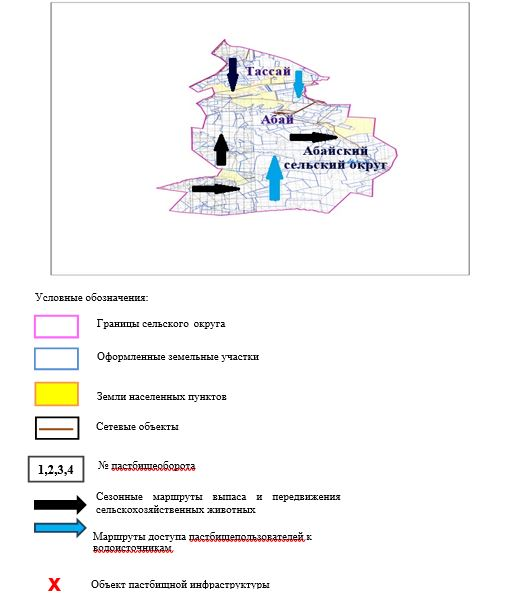 Тассай
Абай
Абайский
сельский округ
Условные обозначения:
Границы сельского округа
Оформленные земельные участки
Земли населенных пунктов
Сетевые объекты
1,2,3,4
№ пастбищеоборота
Сезонные маршруты выпаса и передвижения
сельскохозяйственных животных
Маршруты доступа пастбищепользователей к
водоисточникам
X
Объект пастбищной инфраструктуры